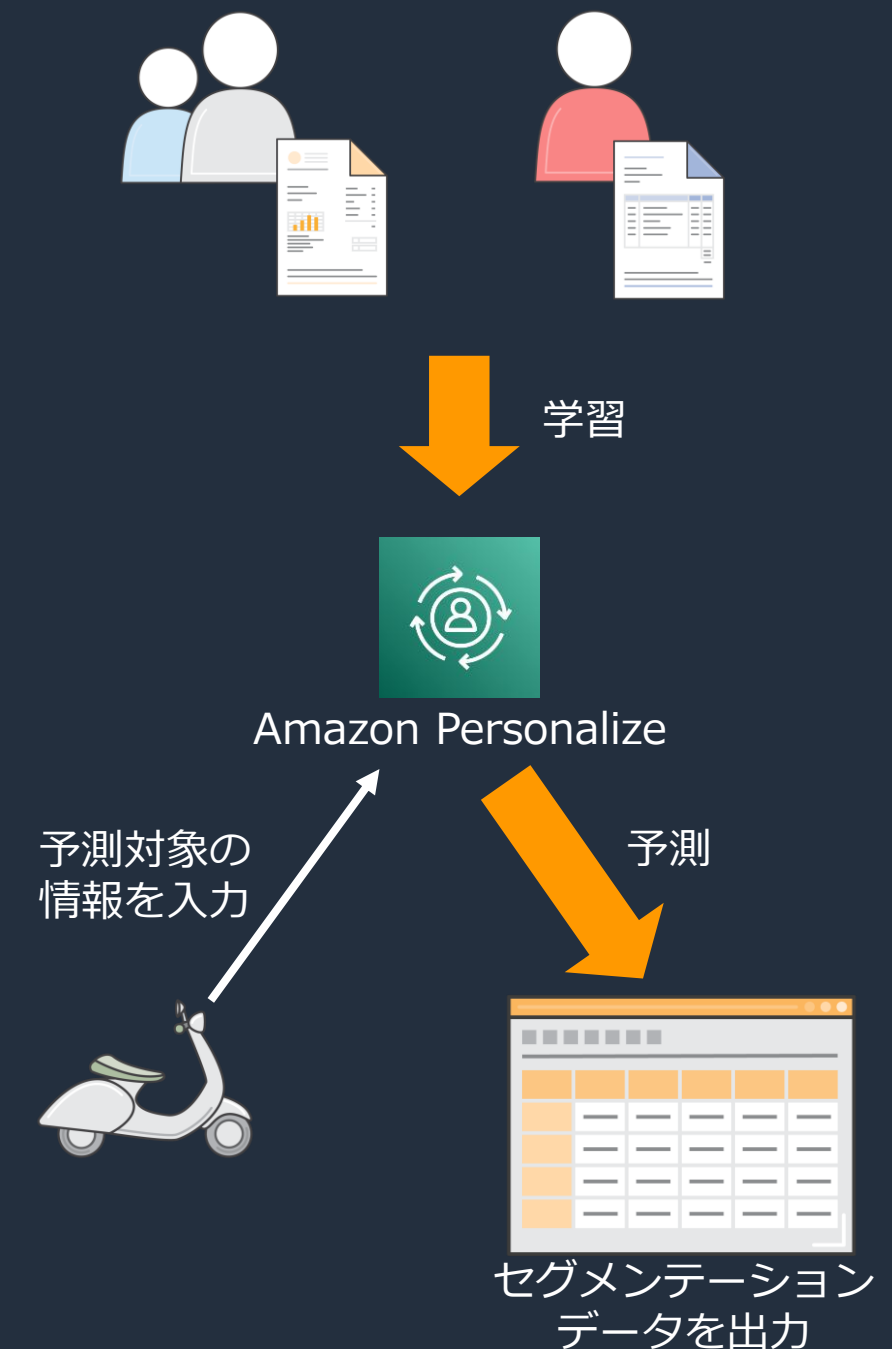 学習
Amazon Personalize
予測対象の
情報を入力
予測
セグメンテーション
データを出力